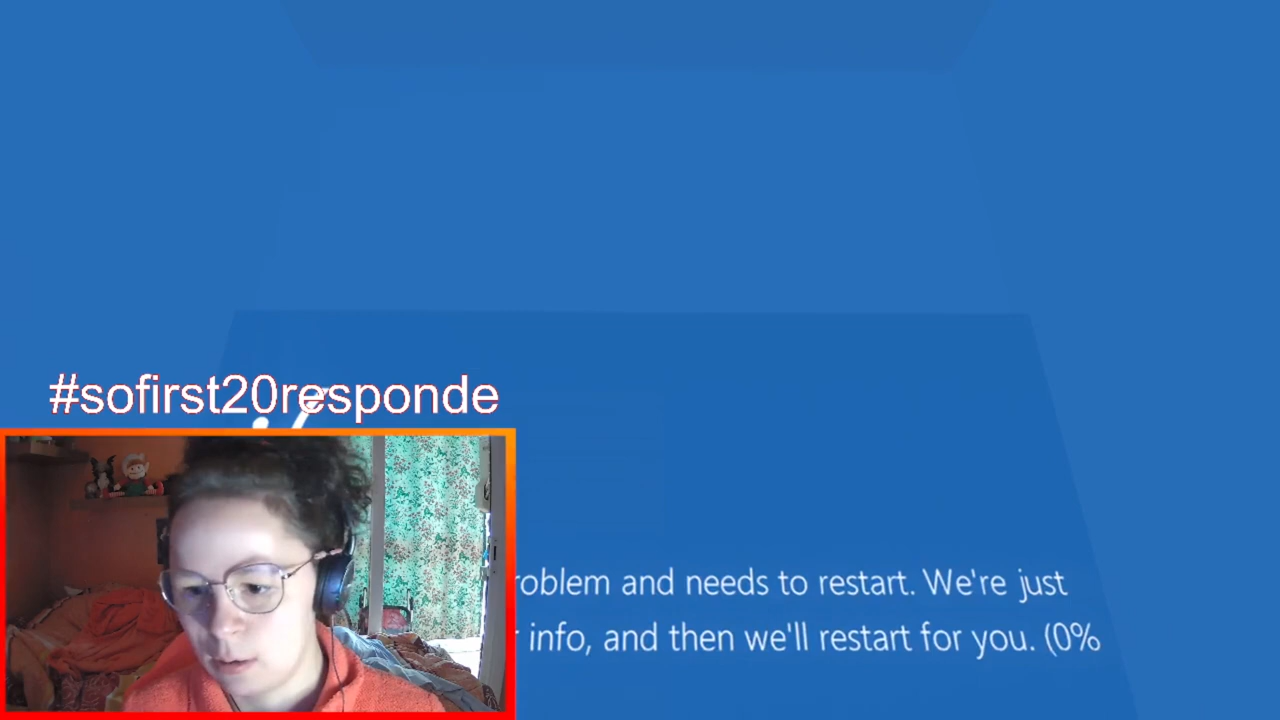 #sofirst20responde
roblem and needs to restart. We're just
info, and then we'll restart for you. (0%